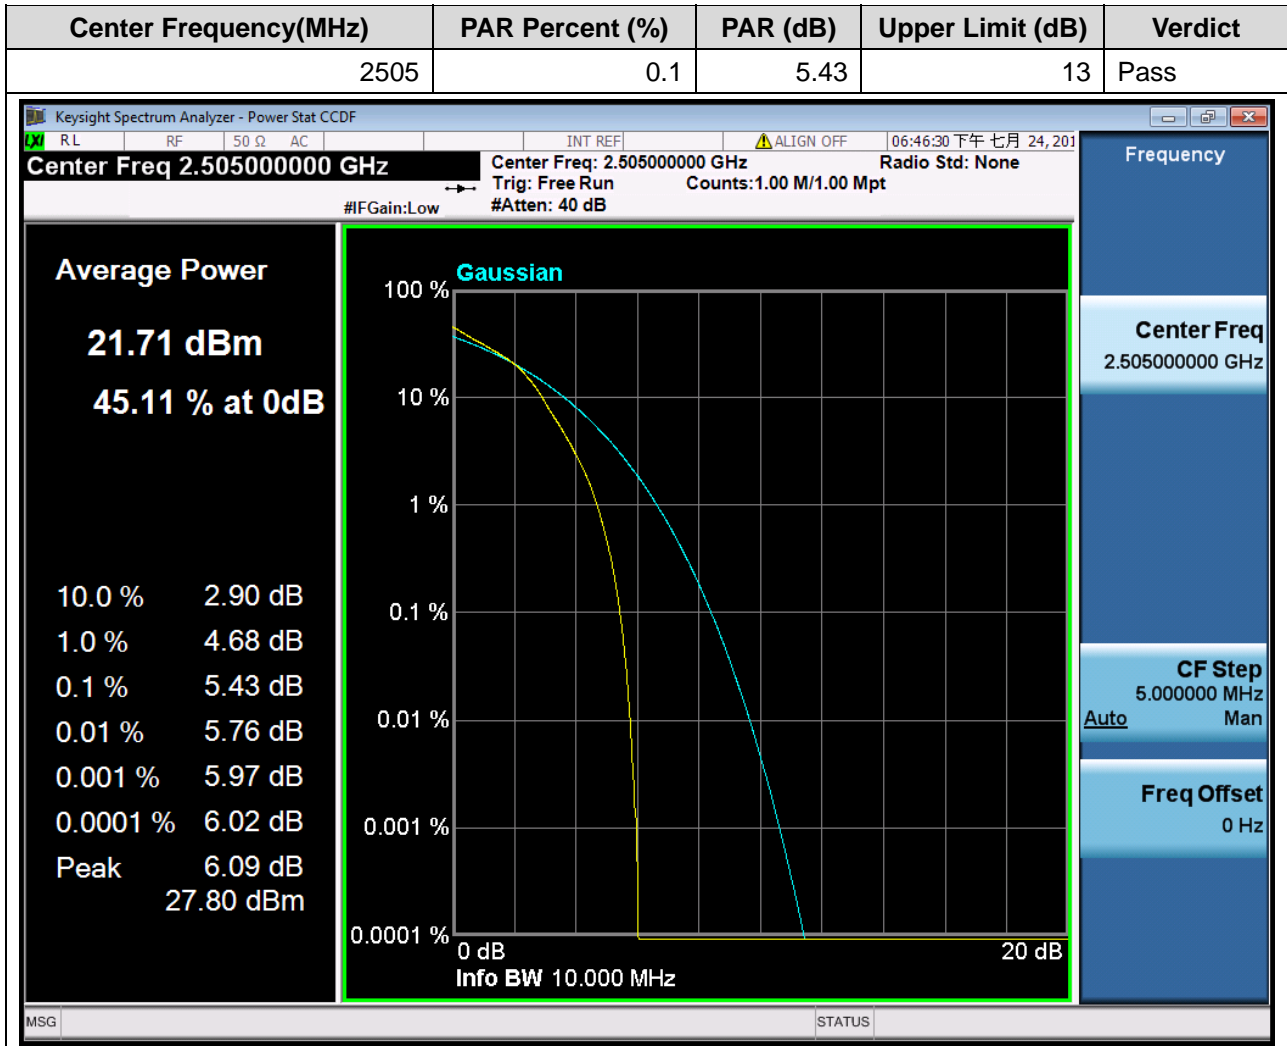 Center Frequency(MHz) PAR Percent (%) PAR (dB) Upper Limit (dB) Verdict
2505 0.1 5.43 13 Pass
Keysight Spectrum Analyzer - Power Stat CCDF
LXI RL RF 50 Ω AC INT REF ALIGN OFF 06:46:30 下午 七月 24, 201
Center Freq 2.505000000 GHz
Center Freq: 2.505000000 GHz Radio Std: None
Trig: Free Run Counts:1.00 M/1.00 Mpt
#IFGain:Low #Atten: 40 dB
Frequency
Average Power
21.71 dBm
45.11 % at 0dB
10.0 % 2.90 dB
1.0 % 4.68 dB
0.1 % 5.43 dB
0.01 % 5.76 dB
0.001 % 5.97 dB
0.0001 % 6.02 dB
Peak 6.09 dB
27.80 dBm
Gaussian
100 %
10 %
1 %
0.1 %
0.01 %
0.001 %
0.0001 %
0 dB 20 dB
Info BW 10.000 MHz
Center Freq
2.505000000 GHz
CF Step
5.000000 MHz
Auto Man
Freq Offset
0 Hz
MSG STATUS